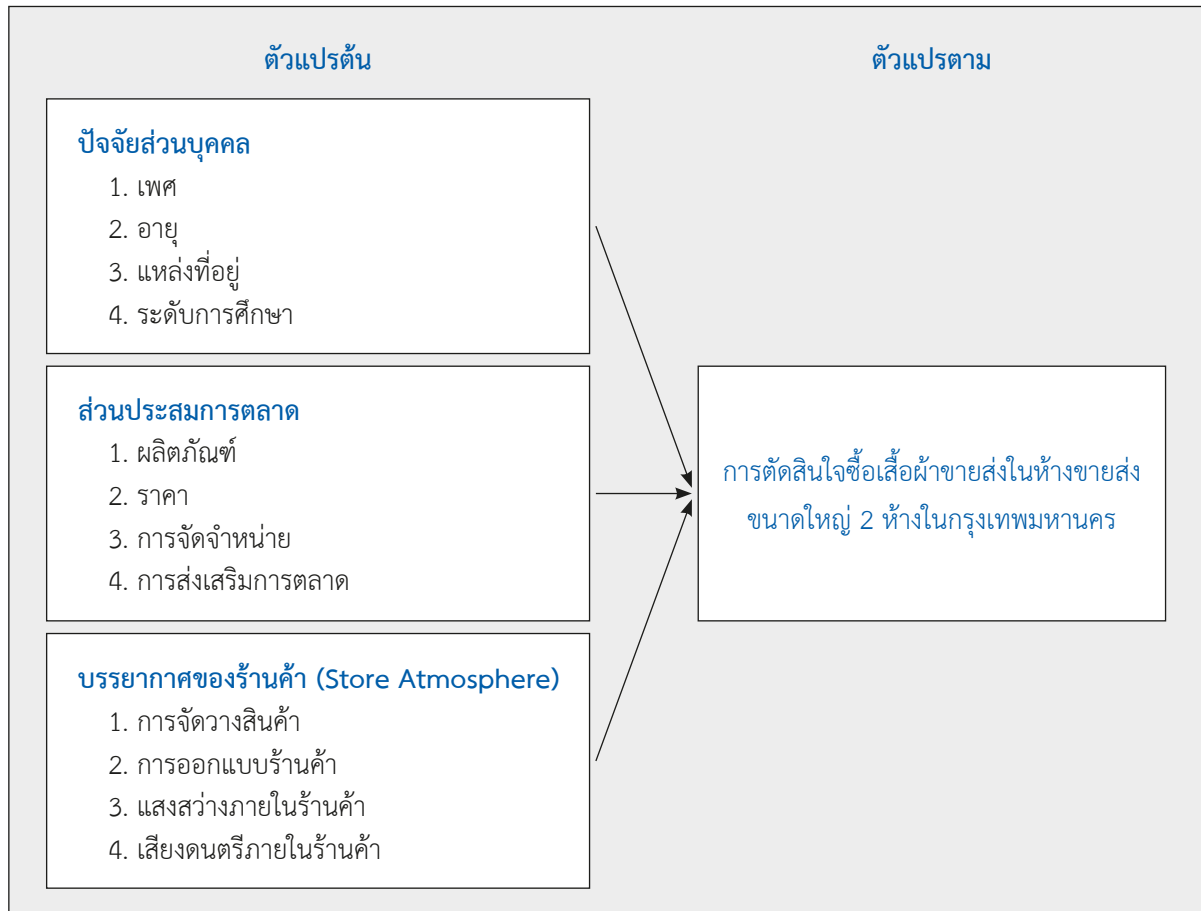 ตัวแปรต้น
ตัวแปรตาม
ปัจจัยส่วนบุคคล
1. เพศ
2. อายุ
3. แหล่งที่อยู่
4. ระดับการศึกษา
ส่วนประสมการตลาด
1. ผลิตภัณฑ์
2. ราคา
3. การจัดจำหน่าย
4. การส่งเสริมการตลาด
บรรยากาศของร้านค้า (Store Atmosphere)
1. การจัดวางสินค้า
2. การออกแบบร้านค้า
3. แสงสว่างภายในร้านค้า
4. เสียงดนตรีภายในร้านค้า
การตัดสินใจซื้อเสื้อผ้าขายส่งในห้างขายส่ง
ขนาดใหญ่ 2 ห้างในกรุงเทพมหานคร